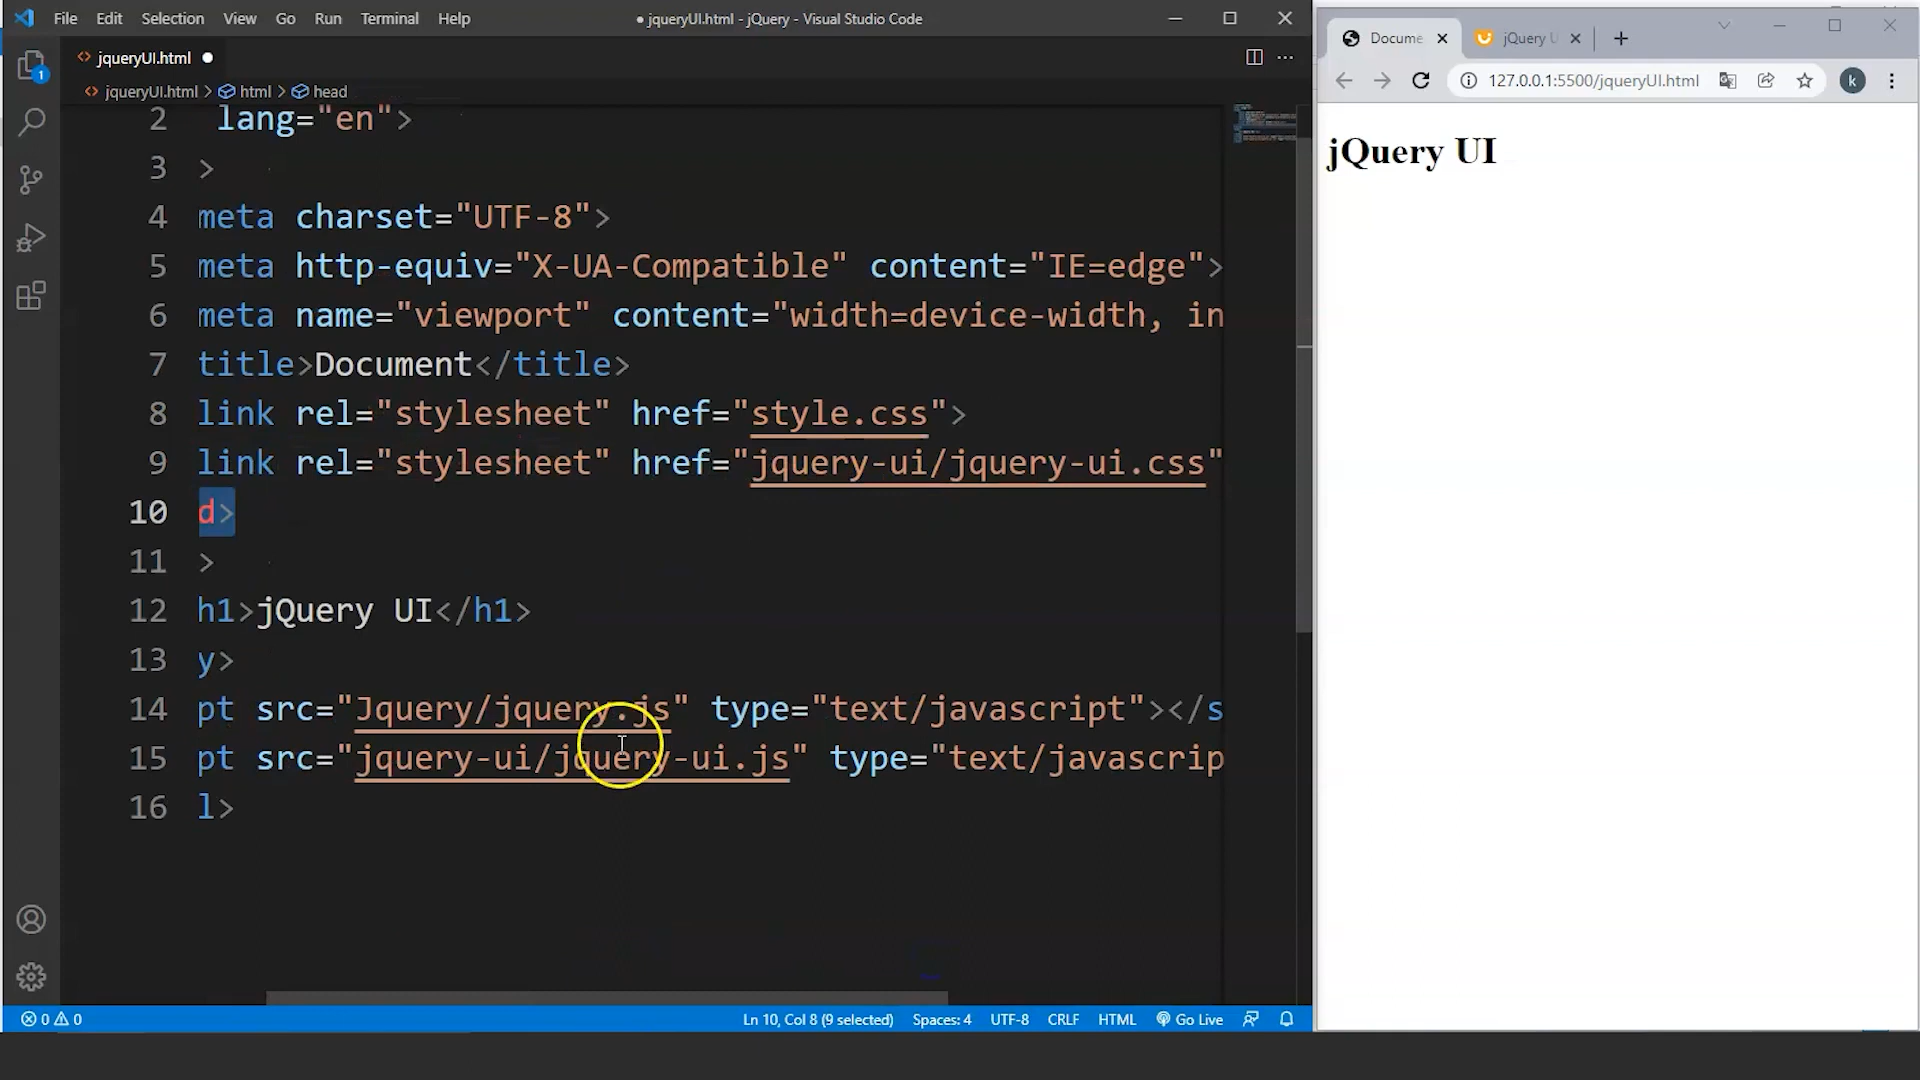 File Edit Selection View Go Run Terminal Help
● jqueryUI.html - jQuery - Visual Studio Code
jqueryUI.html
jqueryUI.html > html > head
2 lang="en">
3 >
4 meta charset="UTF-8">
5 meta http-equiv="X-UA-Compatible" content="IE=edge">
6 meta name="viewport" content="width=device-width, in
7 title>Document</title>
8 link rel="stylesheet" href="style.css">
9 link rel="stylesheet" href="jquery-ui/jquery-ui.css"
10 d>
11 >
12 h1>jQuery UI</h1>
13 y>
14 pt src="Jquery/jquery.js" type="text/javascript"></s
15 pt src="jquery-ui/jquery-ui.js" type="text/javascrip
16 l>
1
0 0
Ln 10, Col 8 (9 selected) Spaces: 4 UTF-8 CRLF HTML Go Live
Docume
jQuery U
127.0.0.1:5500/jqueryUI.html
k
jQuery UI